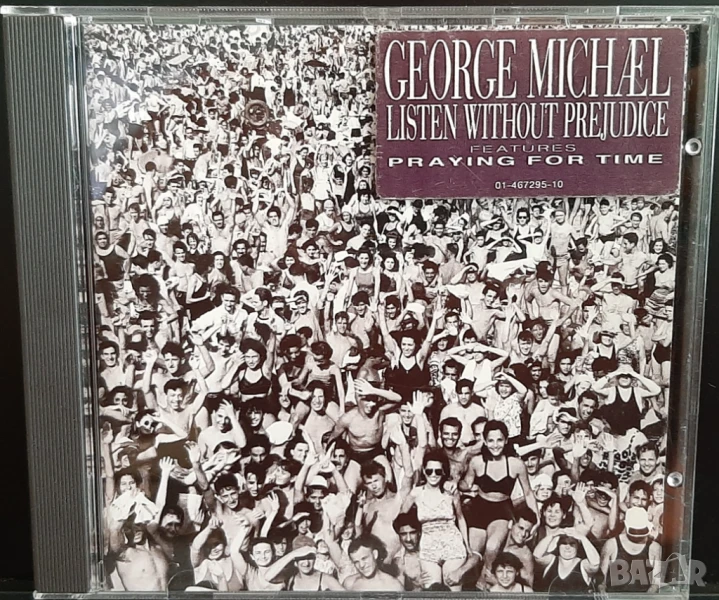 GEORGE MICHÆL
LISTEN WITHOUT PREJUDICE
FEATURES
PRAYING FOR TIME
01-467295-10
BAZAR